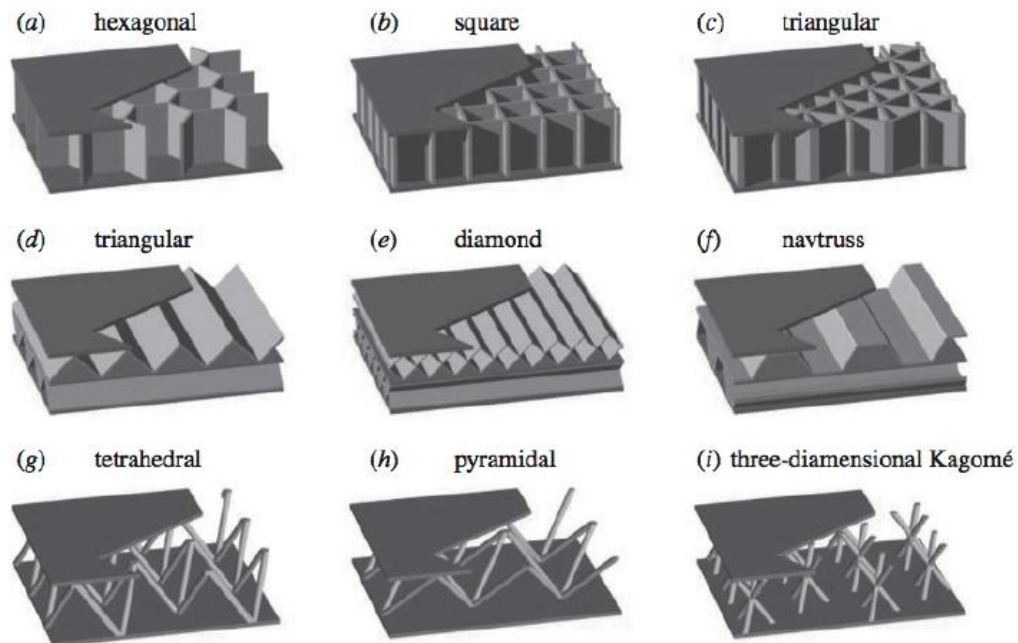 (a) hexagonal
(b) square
(c) triangular
(d) triangular
(e) diamond
(f) navtruss
(g) tetrahedral
(h) pyramidal
(i) three-diamensional Kagomé